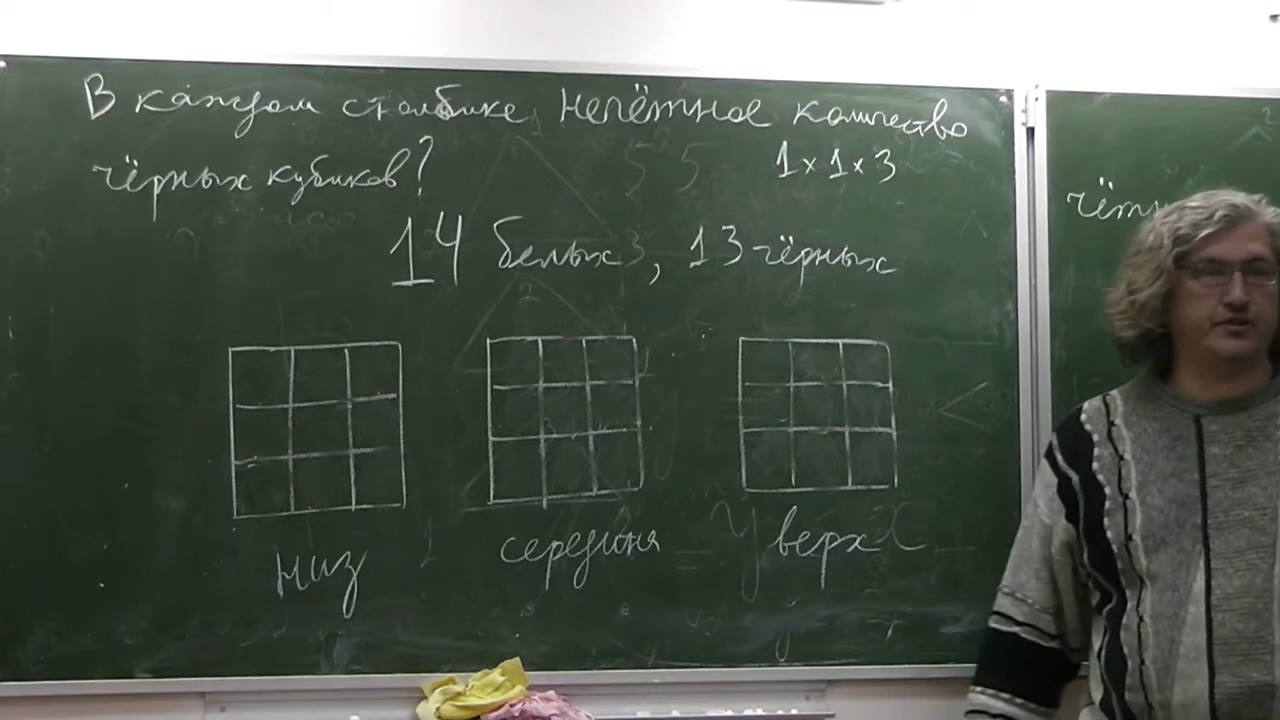 В каждом столбике нечётное количество
чёрных кубиков?
1×1×3
14 белых, 13 чёрных
низ
середина
верх